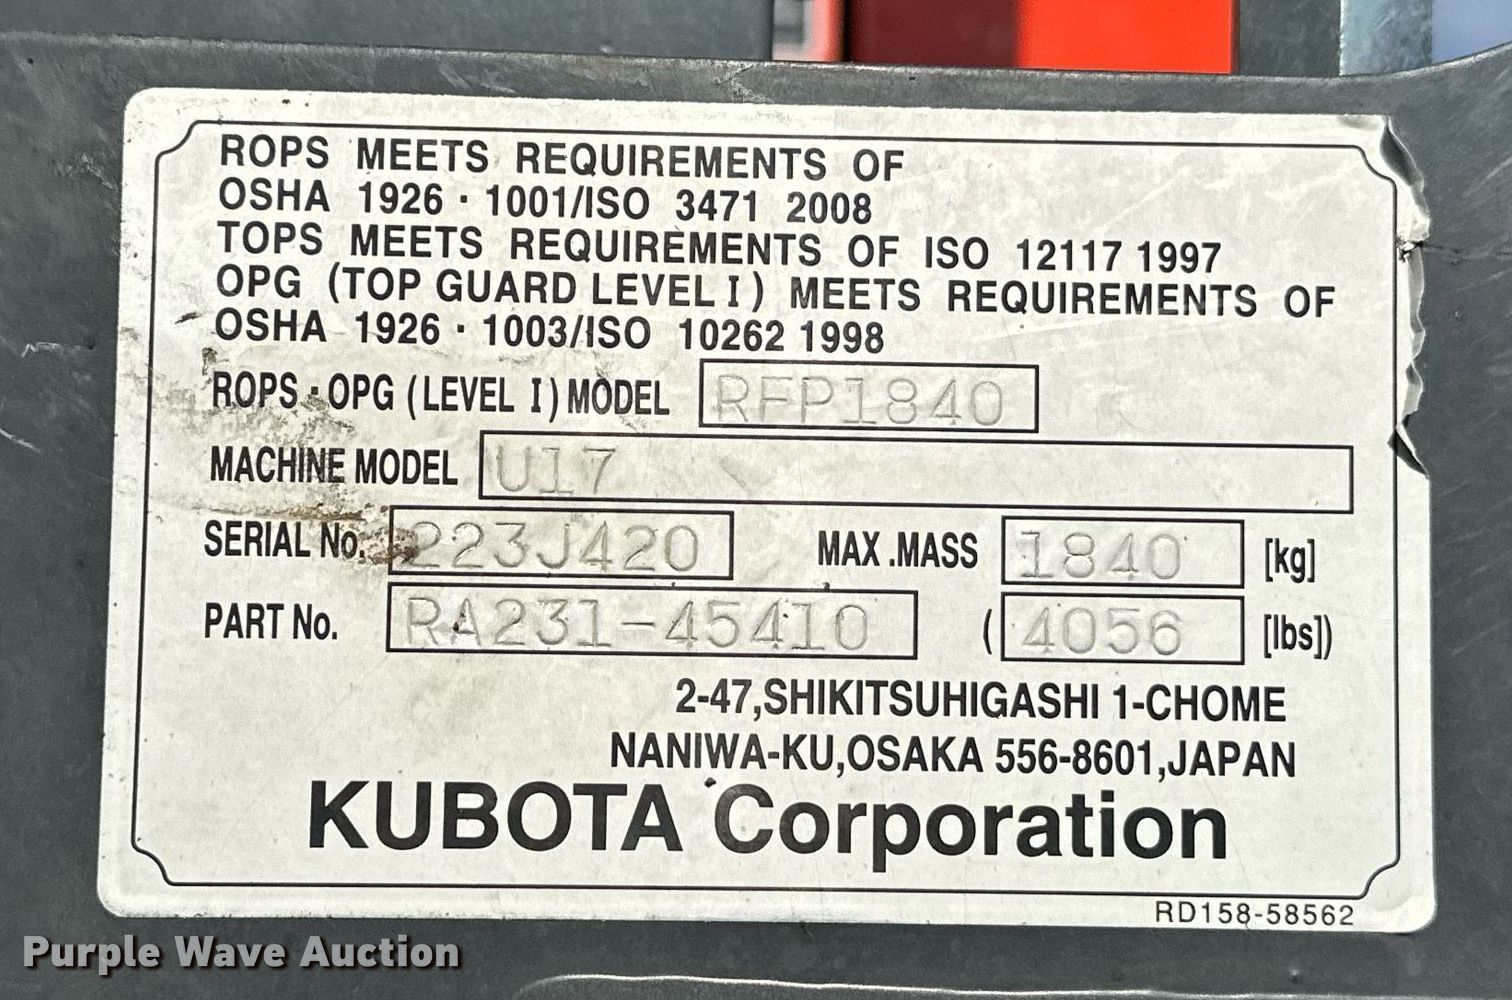 ROPS MEETS REQUIREMENTS OF
OSHA 1926・1001/ISO 3471 2008
TOPS MEETS REQUIREMENTS OF ISO 12117 1997
OPG (TOP GUARD LEVEL I) MEETS REQUIREMENTS OF
OSHA 1926・1003/ISO 10262 1998
ROPS・OPG (LEVEL I) MODEL RFP1840
MACHINE MODEL U17
SERIAL No. 223J420 MAX.MASS 1840 [kg]
PART No. RA231-45410 (4056 [lbs])
2-47,SHIKITSUHIGASHI 1-CHOME
NANIWA-KU,OSAKA 556-8601,JAPAN
KUBOTA Corporation
RD158-58562
Purple Wave Auction